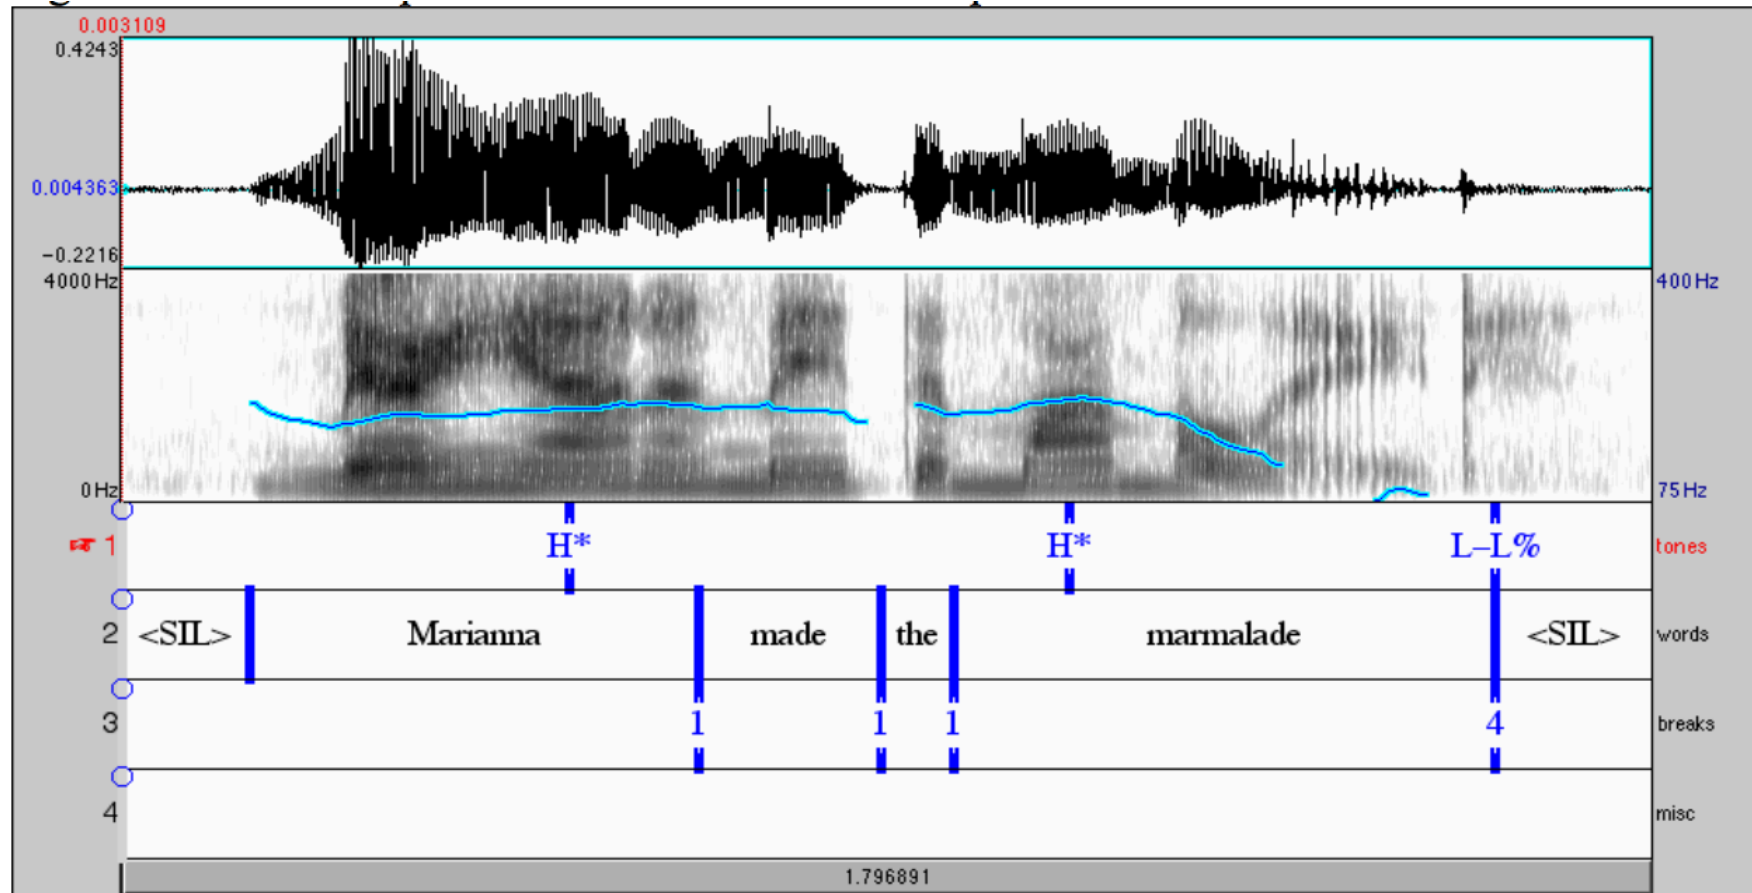 0.003109
0.4243
0.004363
-0.2216
4000 Hz 400 Hz
0 Hz 75 Hz
1 H* H* L-L% tones
2 <SIL> Marianna made the marmalade <SIL> words
3 1 1 1 4 breaks
4 misc
1.796891